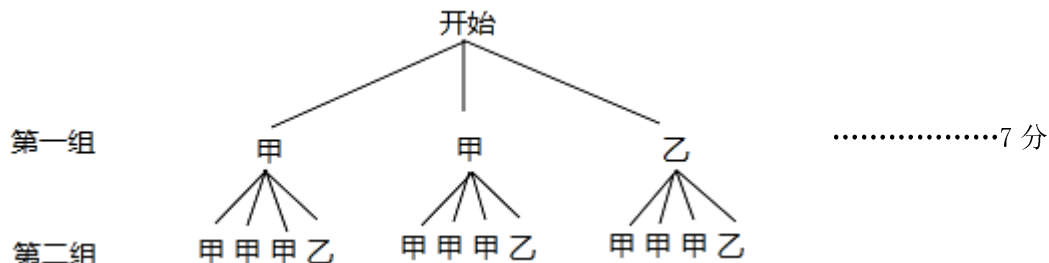 开始
第一组 甲 甲 乙 ··················7 分
第二组 甲 甲 甲 乙 甲 甲 甲 乙 甲 甲 甲 乙